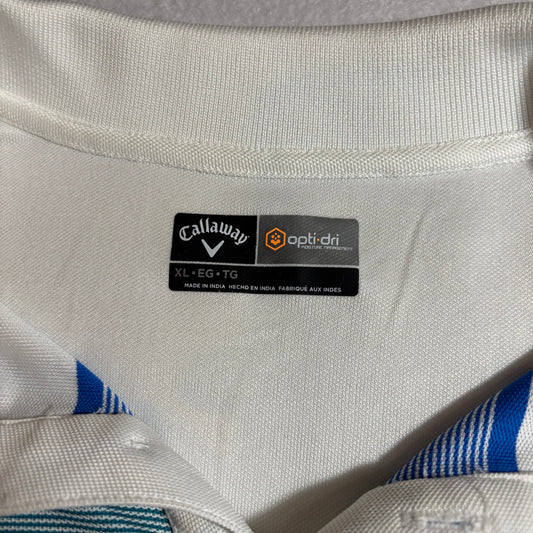 Callaway
opti·dri
MOISTURE MANAGEMENT
XL • EG • TG
MADE IN INDIA HECHO EN INDIA FABRIQUÉ AUX INDES